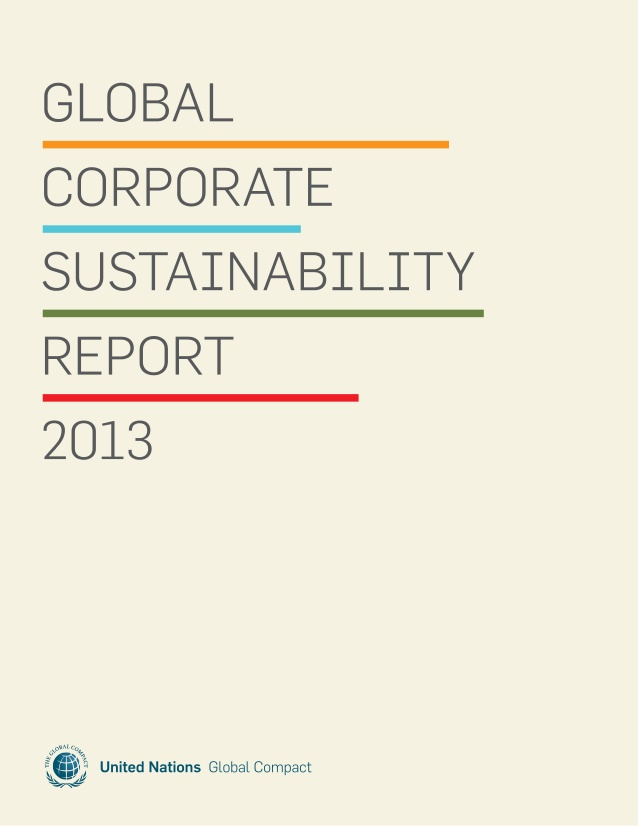 GLOBAL
CORPORATE
SUSTAINABILITY
REPORT
2013
THE GLOBAL COMPACT
United Nations Global Compact